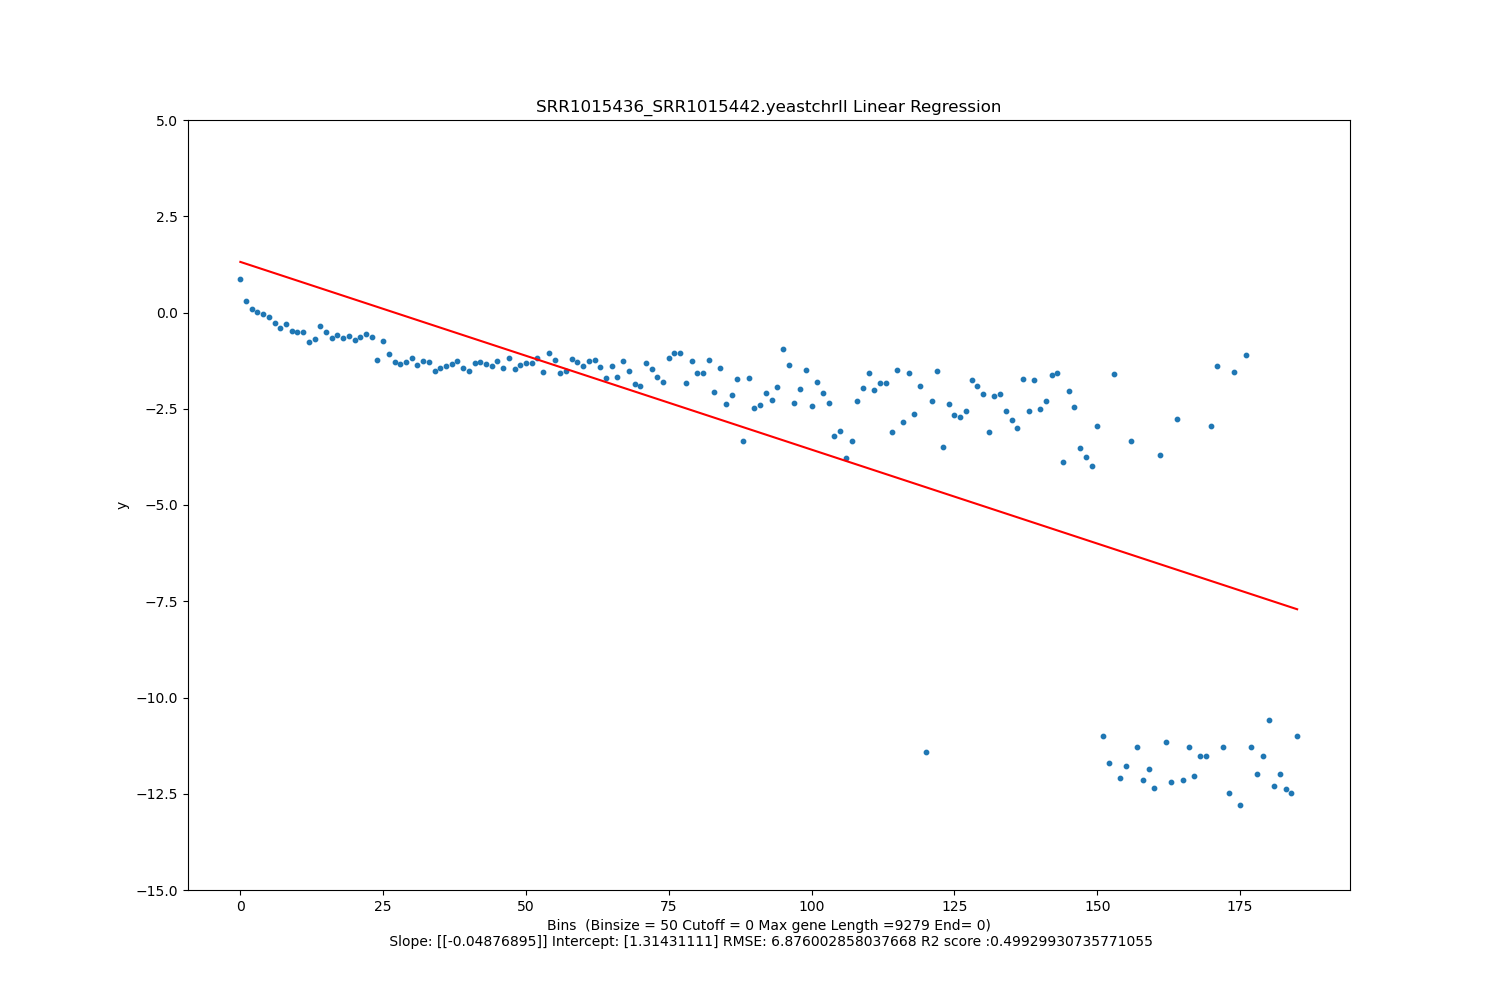 SRR1015436_SRR1015442.yeastchrII Linear Regression
5.0
2.5
0.0
−2.5
−5.0
−7.5
−10.0
−12.5
−15.0
y
0 25 50 75 100 125 150 175
Bins  (Binsize = 50 Cutoff = 0 Max gene Length =9279 End= 0)
Slope: [[-0.04876895]] Intercept: [1.31431111] RMSE: 6.876002858037668 R2 score :0.49929930735771055